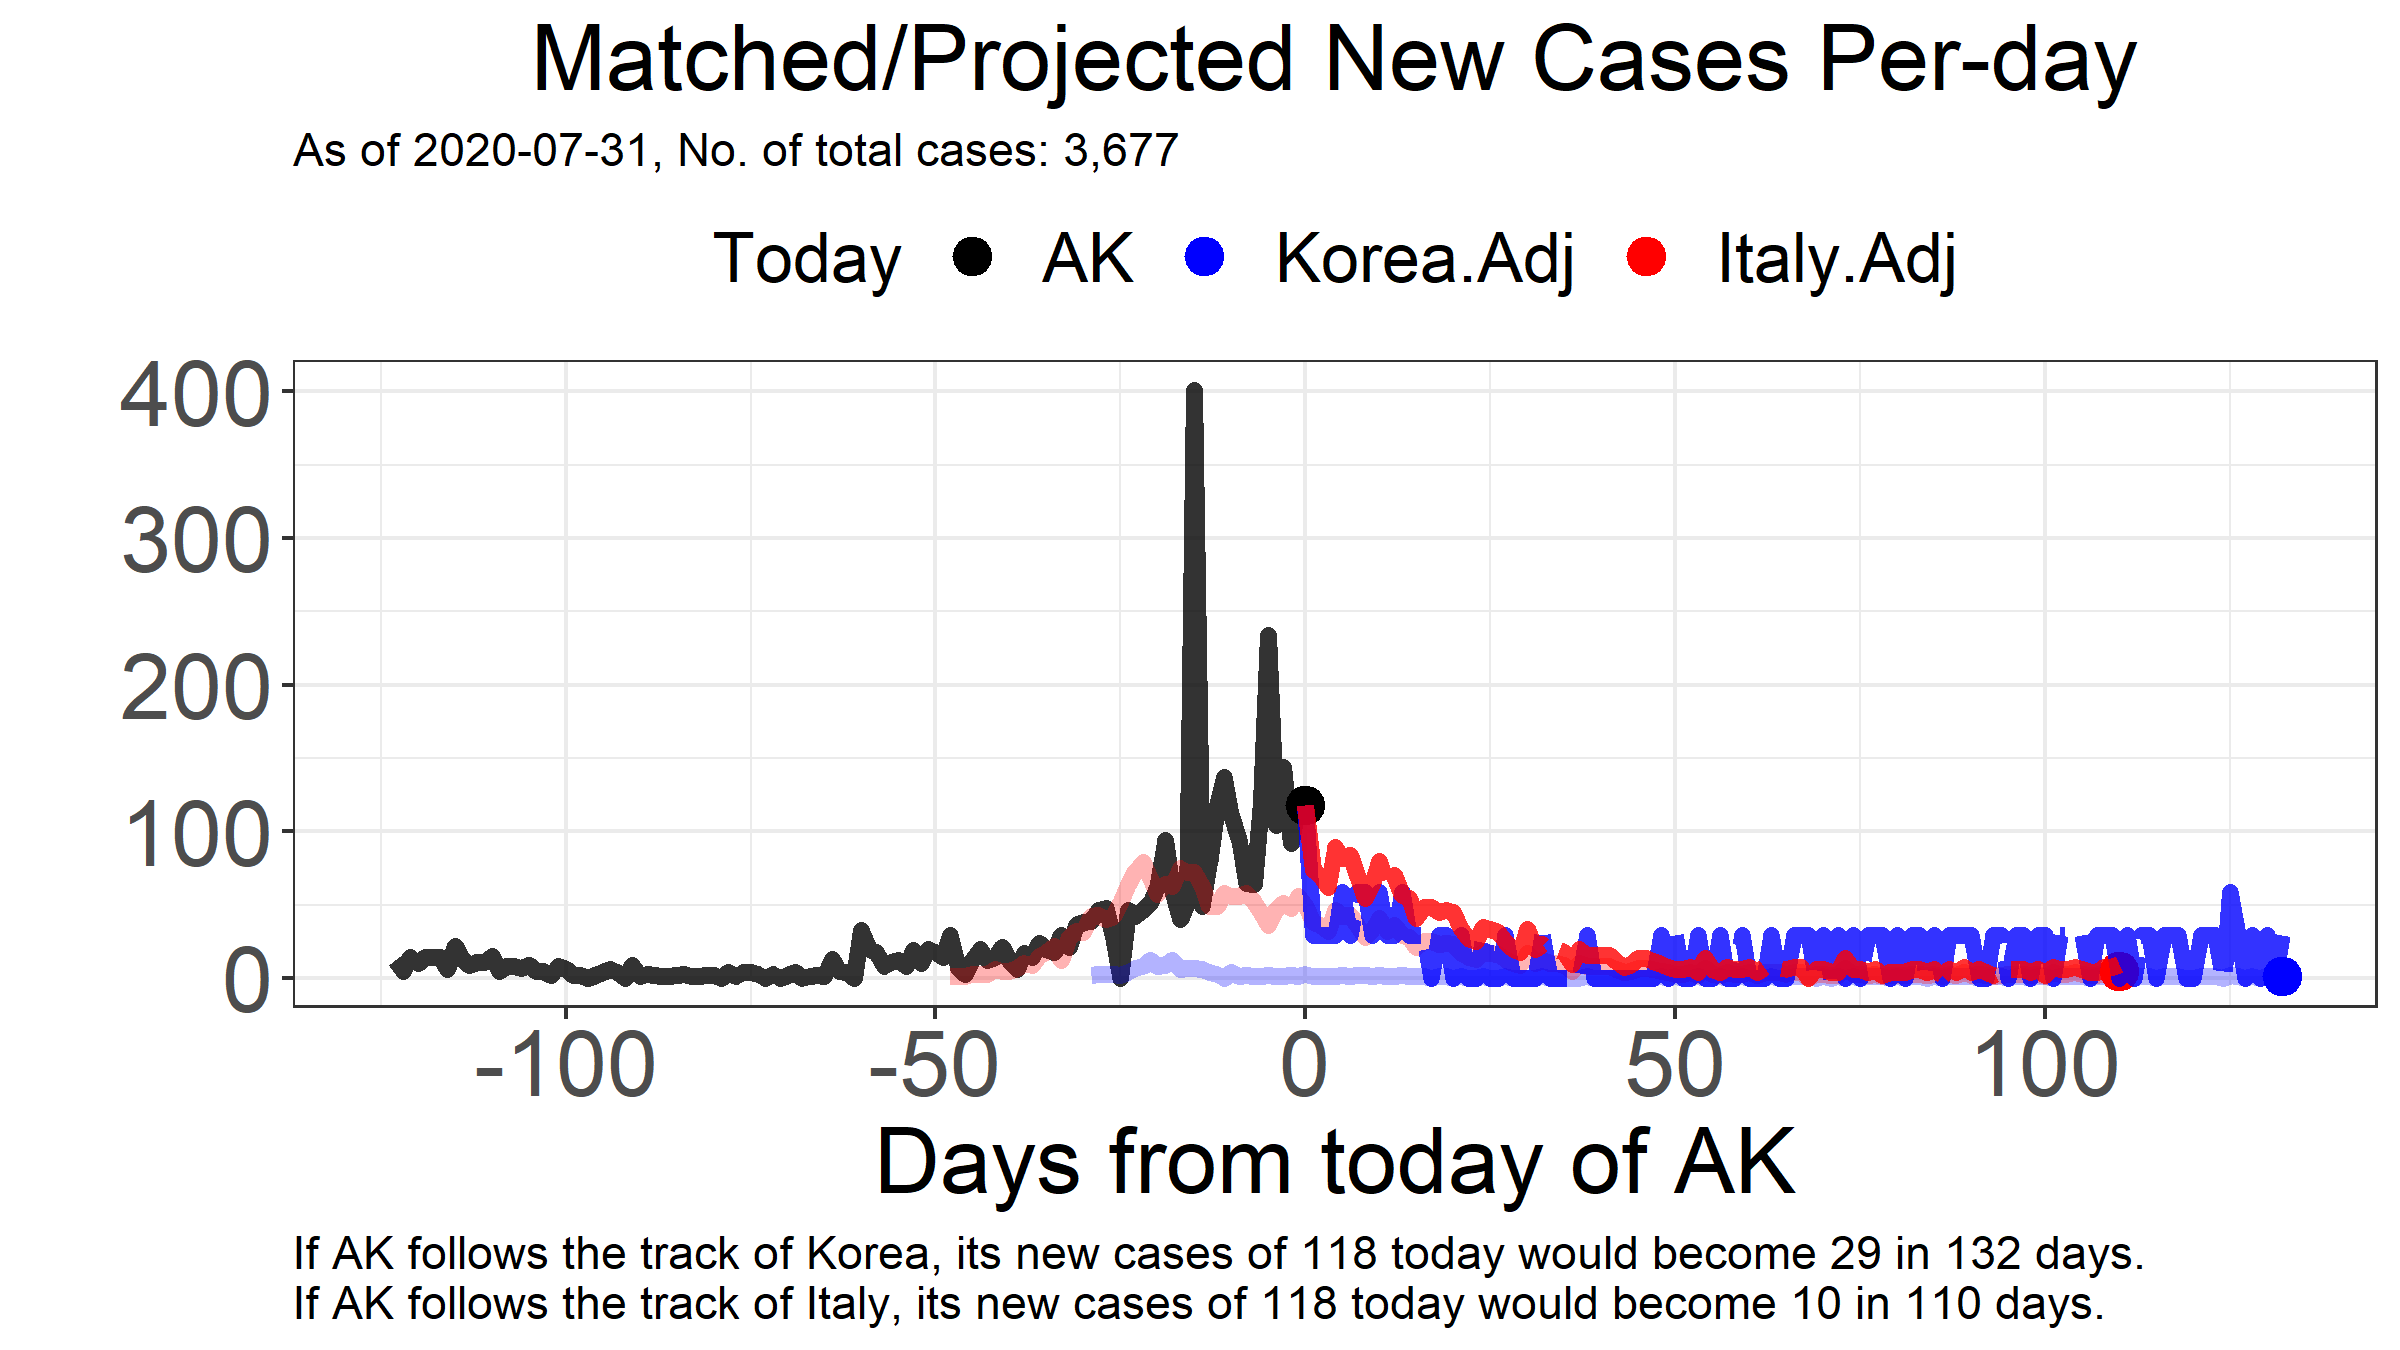 Matched/Projected New Cases Per-day
As of 2020-07-31, No. of total cases: 3,677
Today AK Korea.Adj Italy.Adj
400
300
200
100
0
-100 -50 0 50 100
Days from today of AK
If AK follows the track of Korea, its new cases of 118 today would become 29 in 132 days.
If AK follows the track of Italy, its new cases of 118 today would become 10 in 110 days.